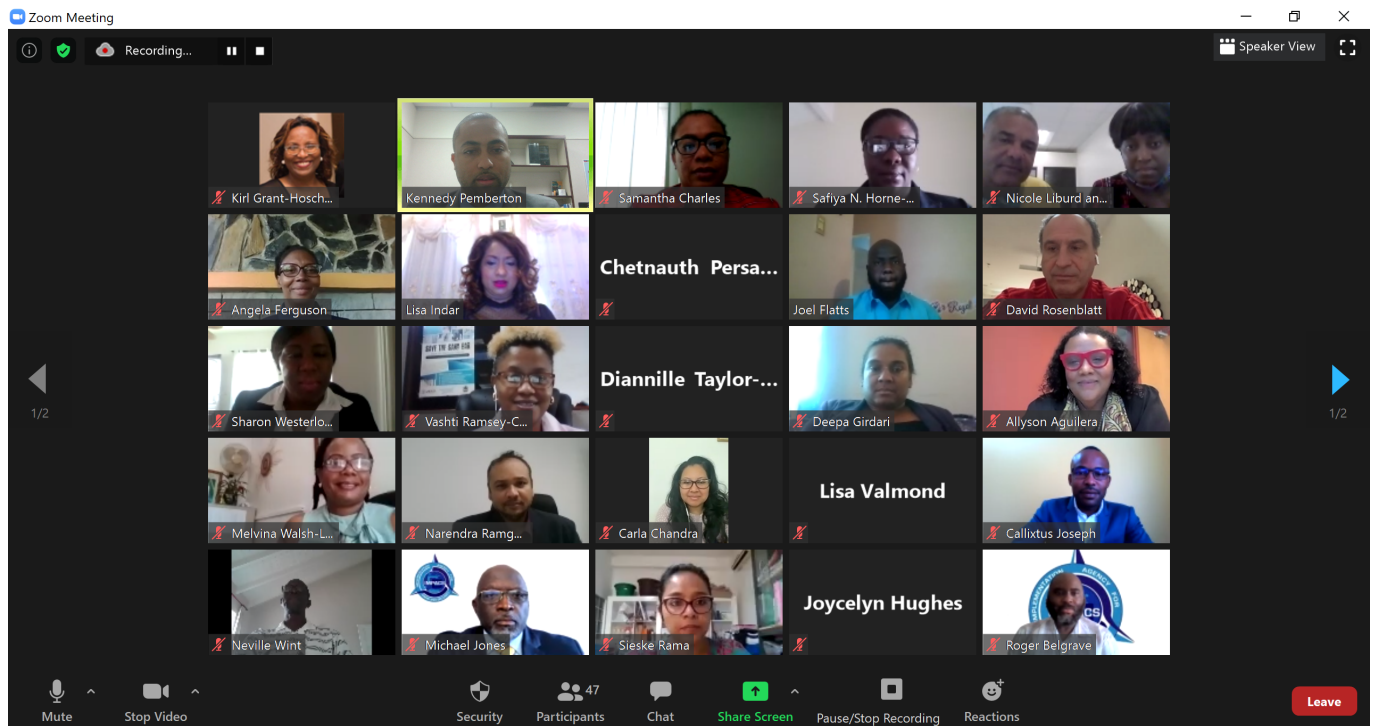 Zoom Meeting
Recording...
Speaker View
Kirl Grant-Hosch...
Kennedy Pemberton
Samantha Charles
Safiya N. Horne-...
Nicole Liburd an...
Angela Ferguson
Lisa Indar
Chetnauth Persa...
Joel Flatts
David Rosenblatt
Sharon Westerlo...
Vashti Ramsey-C...
Diannille Taylor-...
Deepa Girdari
Allyson Aguilera
1/2
1/2
Melvina Walsh-L...
Narendra Ramg...
Carla Chandra
Lisa Valmond
Callixtus Joseph
Neville Wint
Michael Jones
Sieske Rama
Joycelyn Hughes
AGENCY FOR
Roger Belgrave
Mute
Stop Video
Security
Participants
47
Chat
Share Screen
Pause/Stop Recording
Reactions
Leave